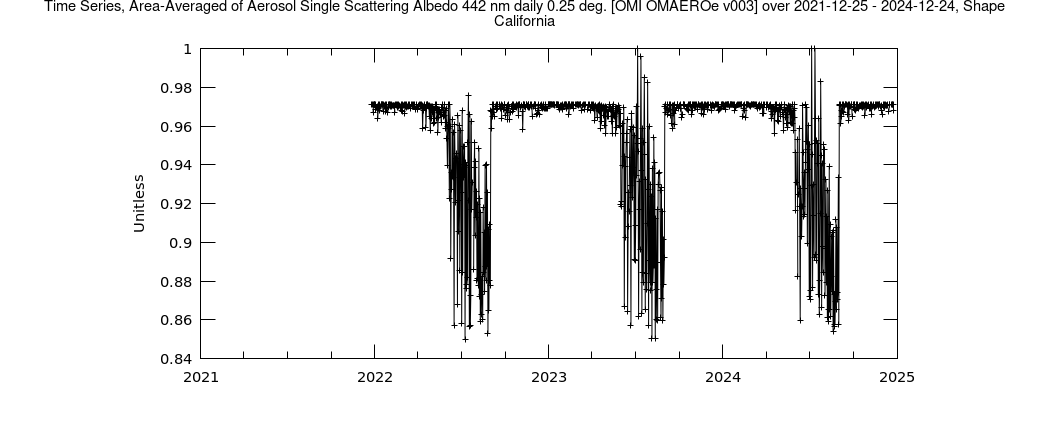 Time Series, Area-Averaged of Aerosol Single Scattering Albedo 442 nm daily 0.25 deg. [OMI OMAEROe v003] over 2021-12-25 - 2024-12-24, Shape
California
1
0.98
0.96
0.94
0.92
0.9
0.88
0.86
0.84
Unitless
2021 2022 2023 2024 2025